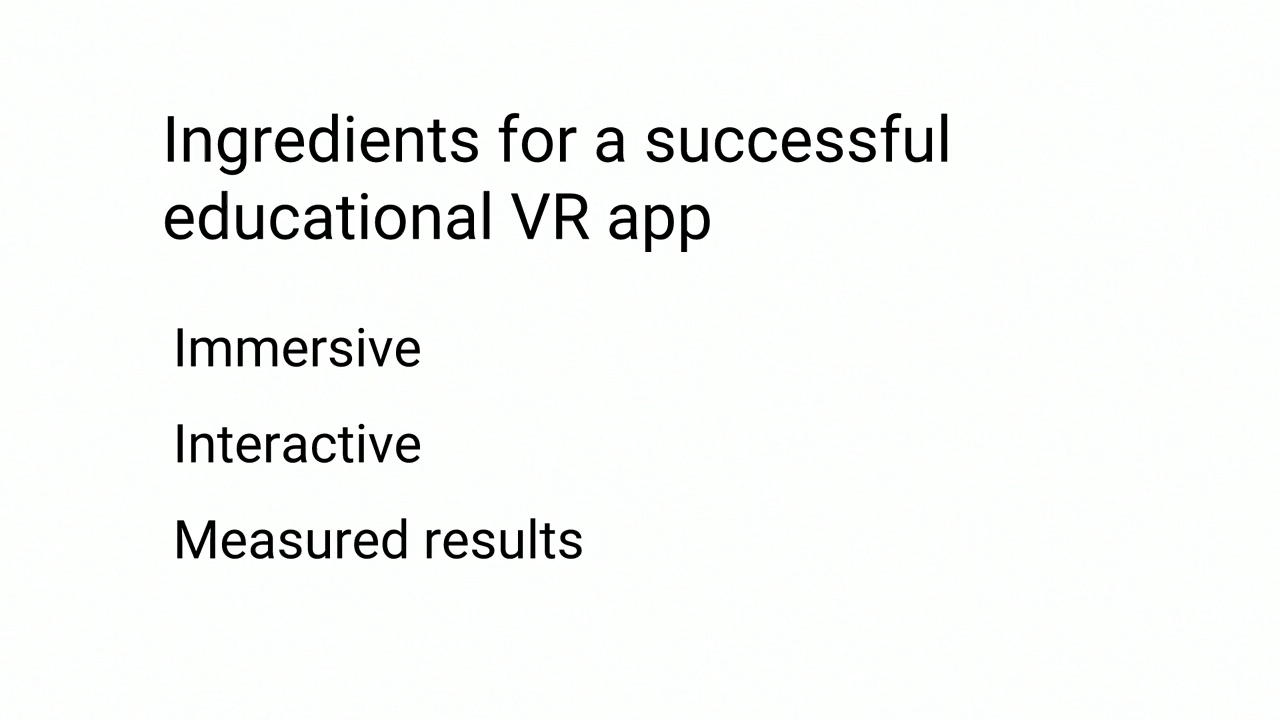 Ingredients for a successful
educational VR app
Immersive
Interactive
Measured results